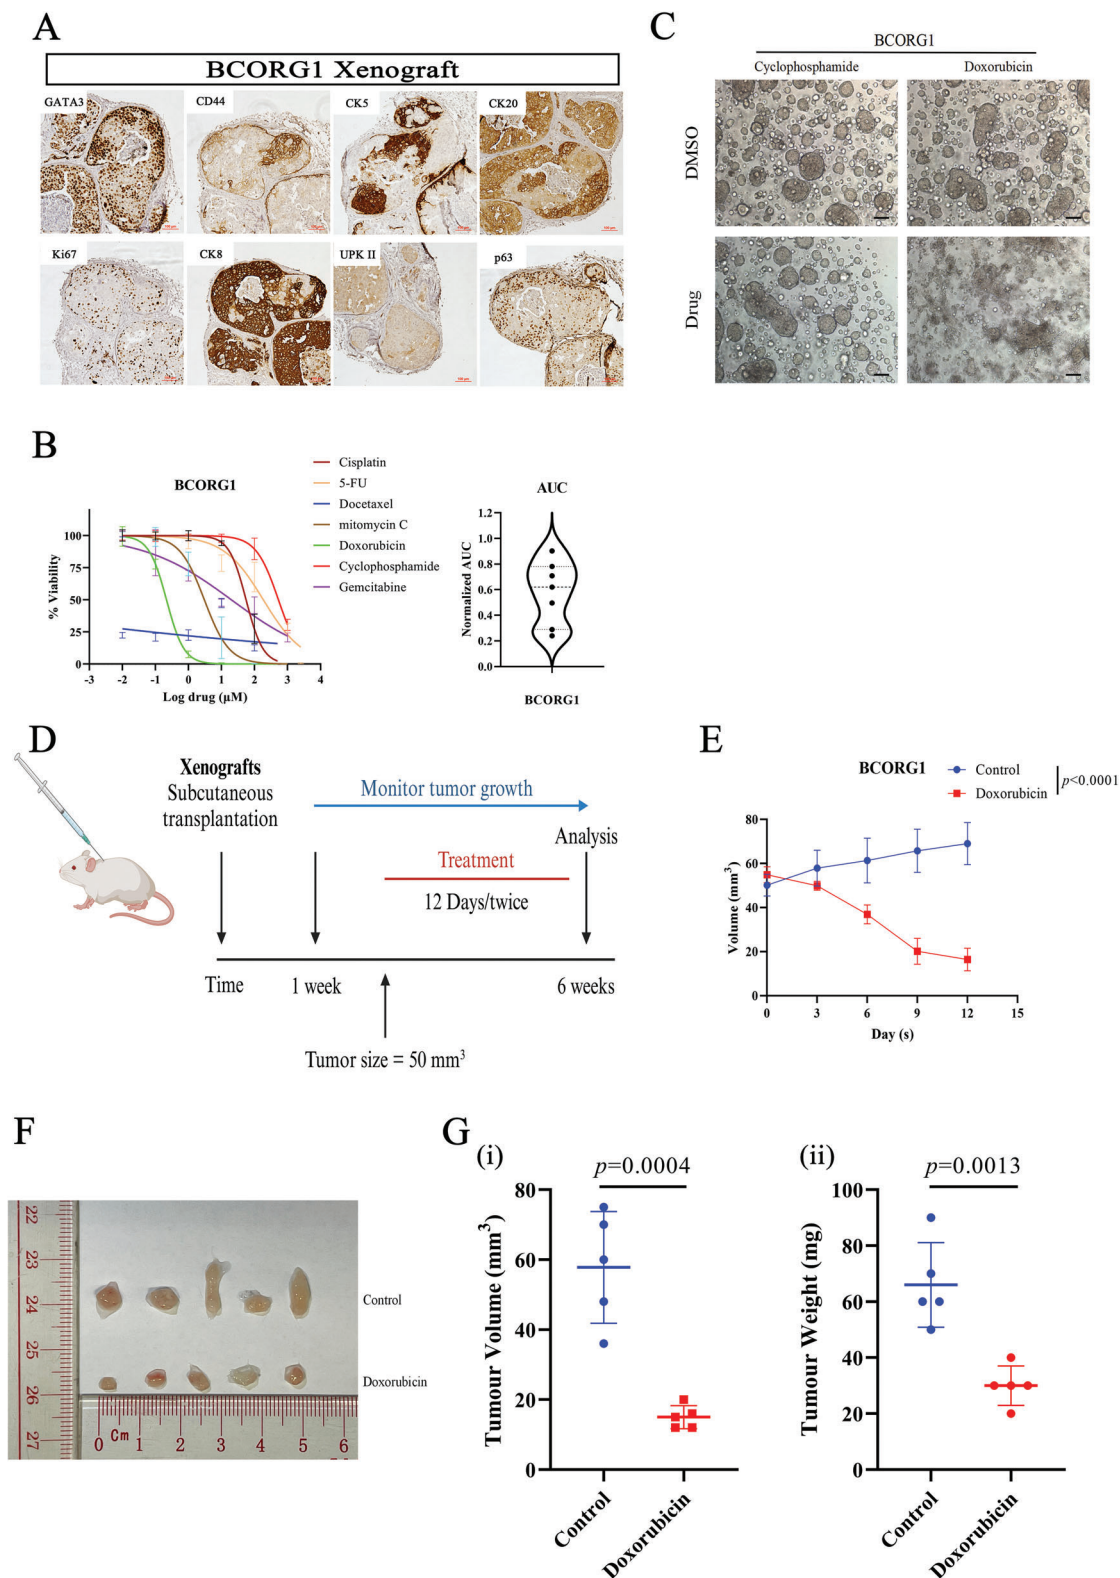 A
BCORG1 Xenograft
GATA3
CD44
CK5
CK20
Ki67
CK8
UPK II
p63
C
BCORG1
Cyclophosphamide
Doxorubicin
DMSO
Drug
B
BCORG1
% Viability
100
75
50
25
0
-3 -2 -1 0 1 2 3 4
Log drug (μM)
Cisplatin
5-FU
Docetaxel
mitomycin C
Doxorubicin
Cyclophosphamide
Gemcitabine
AUC
Normalized AUC
1.2
1.0
0.8
0.6
0.4
0.2
0.0
BCORG1
D
Xenografts
Subcutaneous
transplantation
Monitor tumor growth
Analysis
Treatment
12 Days/twice
Time
1 week
6 weeks
Tumor size = 50 mm³
E
BCORG1
Control
Doxorubicin
p<0.0001
Volume (mm³)
80
60
40
20
0
0 3 6 9 12 15
Day (s)
F
22
23
24
25
26
27
Control
Doxorubicin
0 Cm 1 2 3 4 5 6
G
(i)
p=0.0004
Tumour Volume (mm³)
80
60
40
20
0
Control
Doxorubicin
(ii)
p=0.0013
Tumour Weight (mg)
100
80
60
40
20
0
Control
Doxorubicin